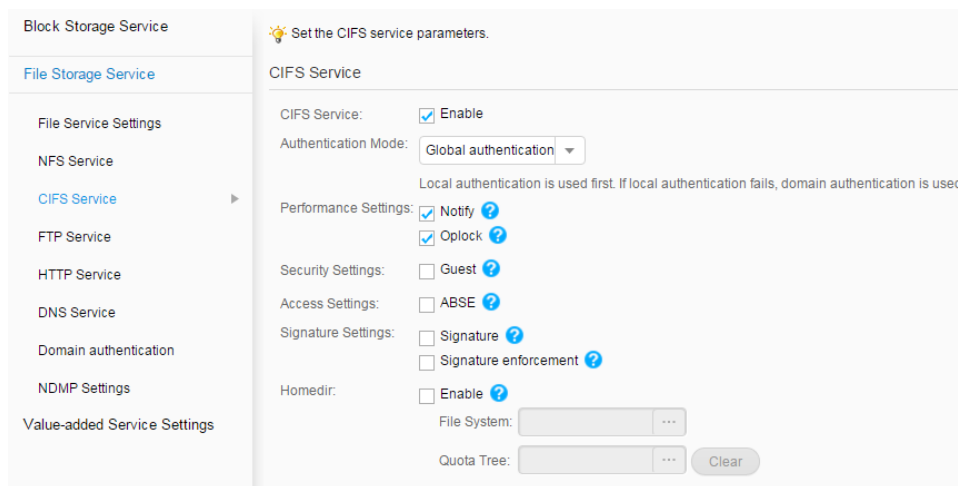 Block Storage Service
File Storage Service
File Service Settings
NFS Service
CIFS Service
FTP Service
HTTP Service
DNS Service
Domain authentication
NDMP Settings
Value-added Service Settings
Set the CIFS service parameters.
CIFS Service
CIFS Service: Enable
Authentication Mode: Global authentication
Local authentication is used first. If local authentication fails, domain authentication is used
Performance Settings: Notify ?
Oplock ?
Security Settings: Guest ?
Access Settings: ABSE ?
Signature Settings: Signature ?
Signature enforcement ?
Homedir: Enable ?
File System: ...
Quota Tree: ... Clear